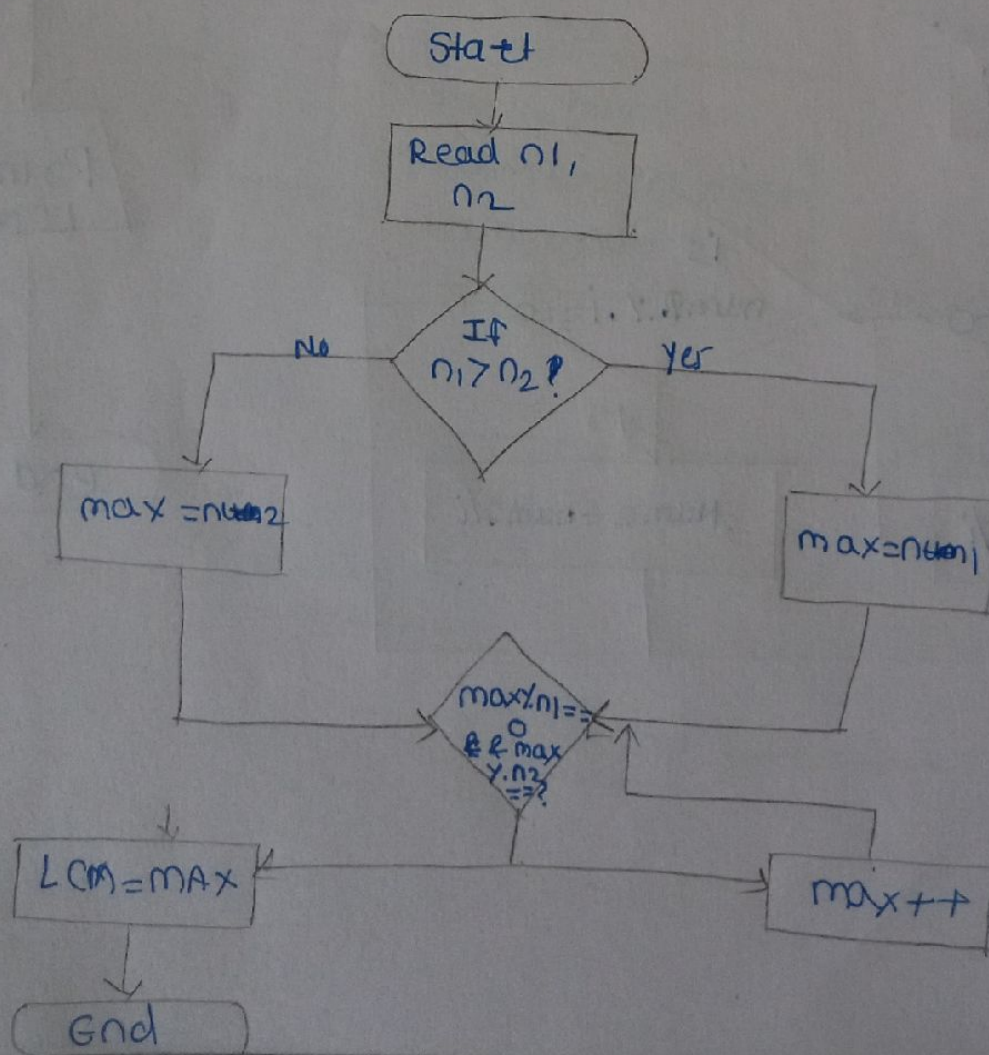 Start
Read n1,
n2
If
n1>n2?
No
Yes
max = n2
max=n1
max%n1==
0
&& max
%n2
==?
LCM=MAX
max++
End